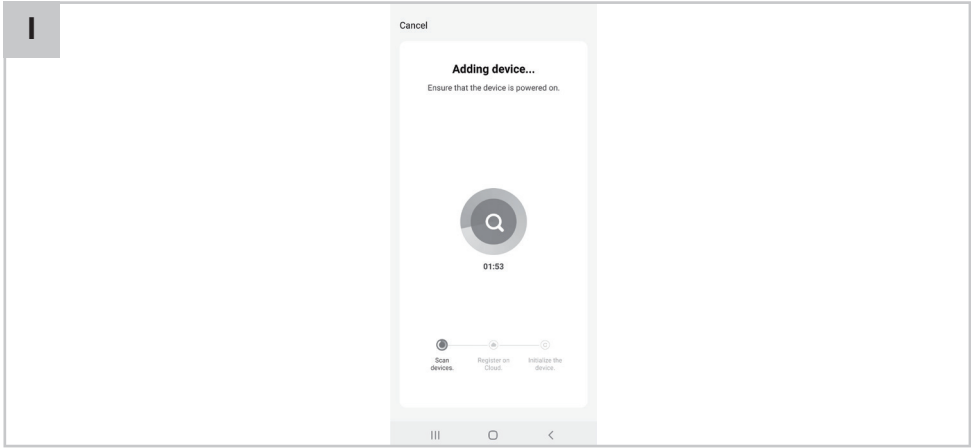 I
Cancel
Adding device...
Ensure that the device is powered on.
01:53
Scan
devices.
Register on
Cloud.
Initialize the
device.